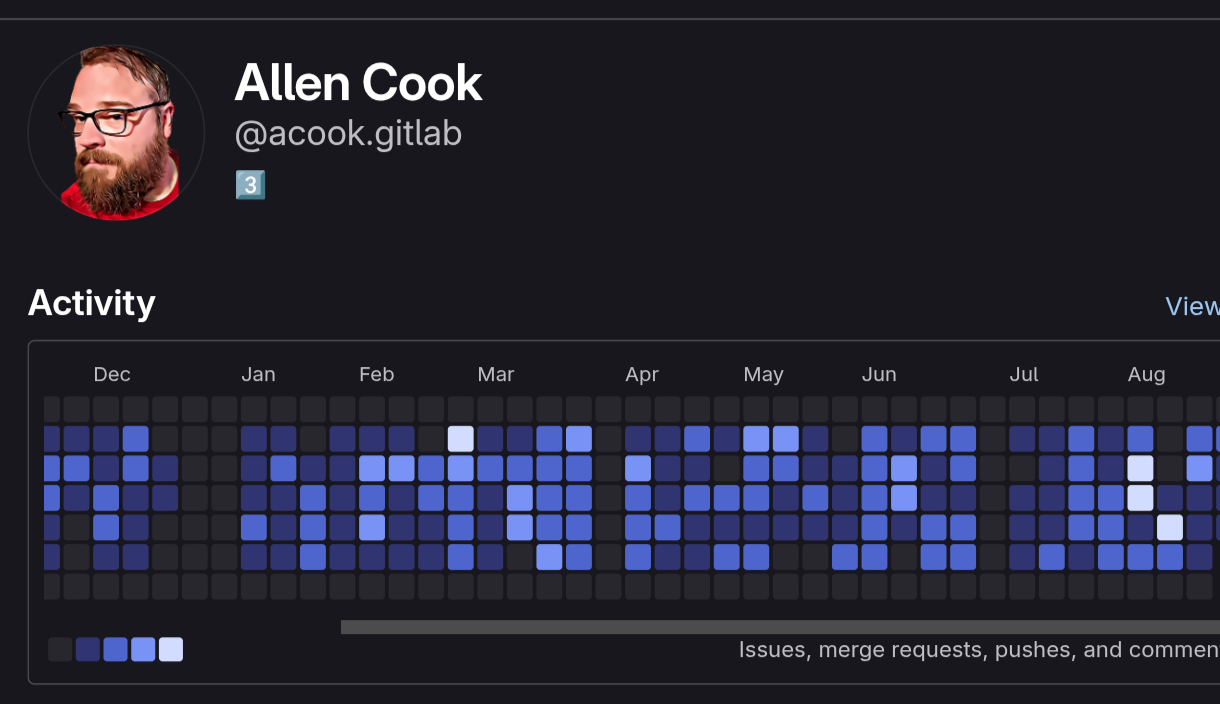 Allen Cook
@acook.gitlab
3
Activity
View
Dec Jan Feb Mar Apr May Jun Jul Aug
Issues, merge requests, pushes, and commen